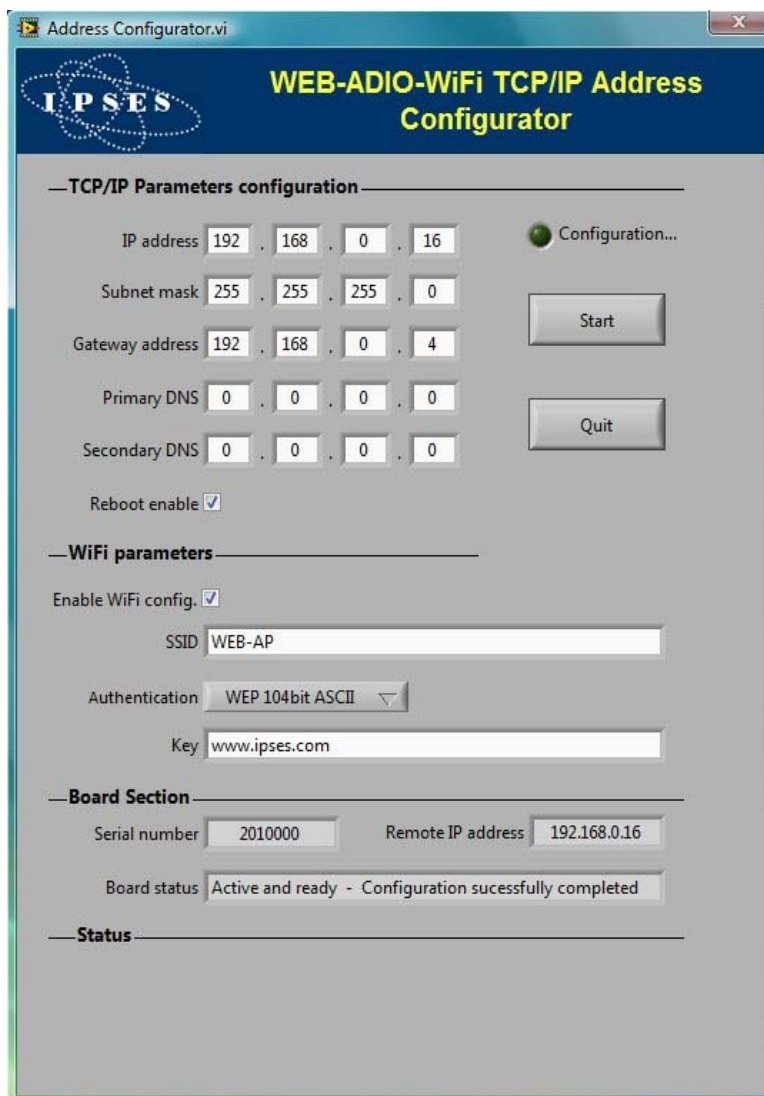 Address Configurator.vi
x
IPSES
WEB-ADIO-WiFi TCP/IP Address
Configurator
TCP/IP Parameters configuration
IP address 192 . 168 . 0 . 16
Configuration...
Subnet mask 255 . 255 . 255 . 0
Start
Gateway address 192 . 168 . 0 . 4
Primary DNS 0 . 0 . 0 . 0
Quit
Secondary DNS 0 . 0 . 0 . 0
Reboot enable
WiFi parameters
Enable WiFi config.
SSID WEB-AP
Authentication WEP 104bit ASCII
Key www.ipses.com
Board Section
Serial number 2010000 Remote IP address 192.168.0.16
Board status Active and ready - Configuration sucessfully completed
Status